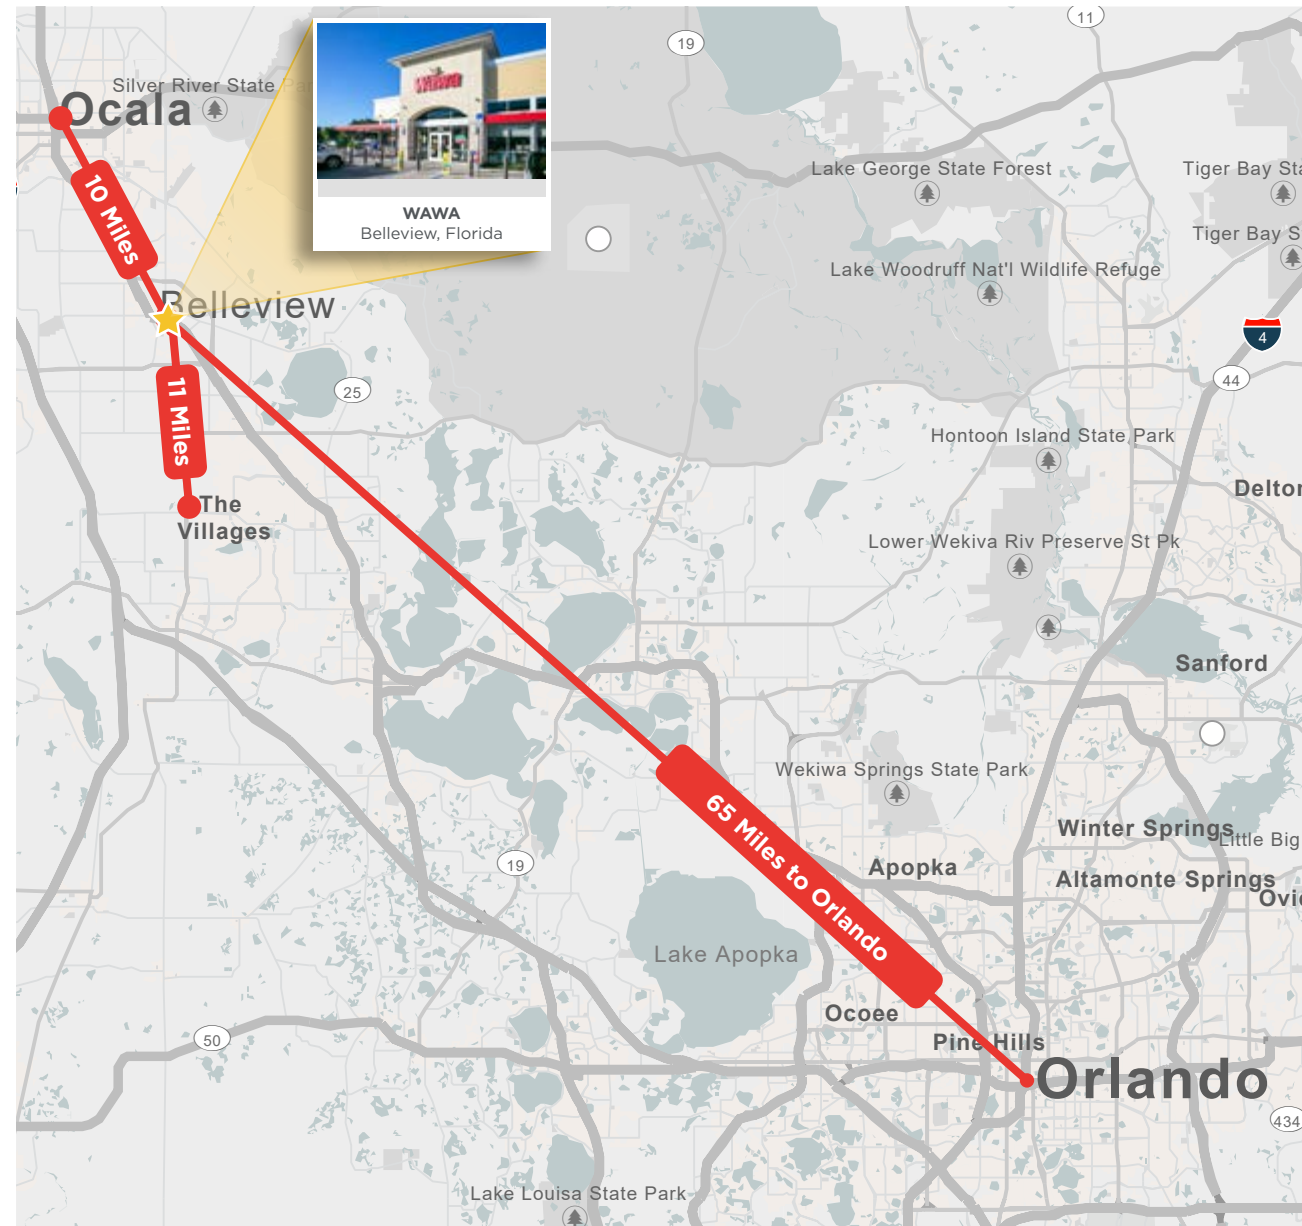 11
19
Silver River State Pa
Ocala
Wawa
WAWA
Belleview, Florida
Lake George State Forest
Tiger Bay Sta
Tiger Bay S
10 Miles
Lake Woodruff Nat'l Wildlife Refuge
Belleview
4
44
25
11 Miles
Hontoon Island State Park
Delton
The
Villages
Lower Wekiva Riv Preserve St Pk
Sanford
Wekiwa Springs State Park
65 Miles to Orlando
Winter Springs
Little Big
19
Apopka
Altamonte Springs
Ovie
Lake Apopka
Ocoee
50
Pine Hills
Orlando
434
Lake Louisa State Park